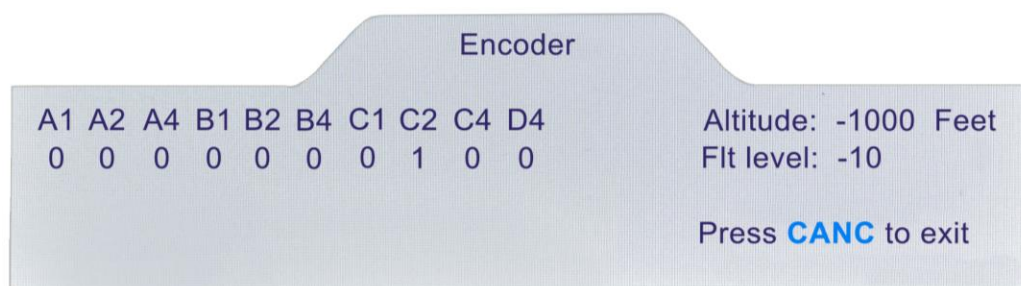 Encoder
A1 A2 A4 B1 B2 B4 C1 C2 C4 D4 Altitude: -1000 Feet
0 0 0 0 0 0 0 1 0 0 Flt level: -10
Press CANC to exit